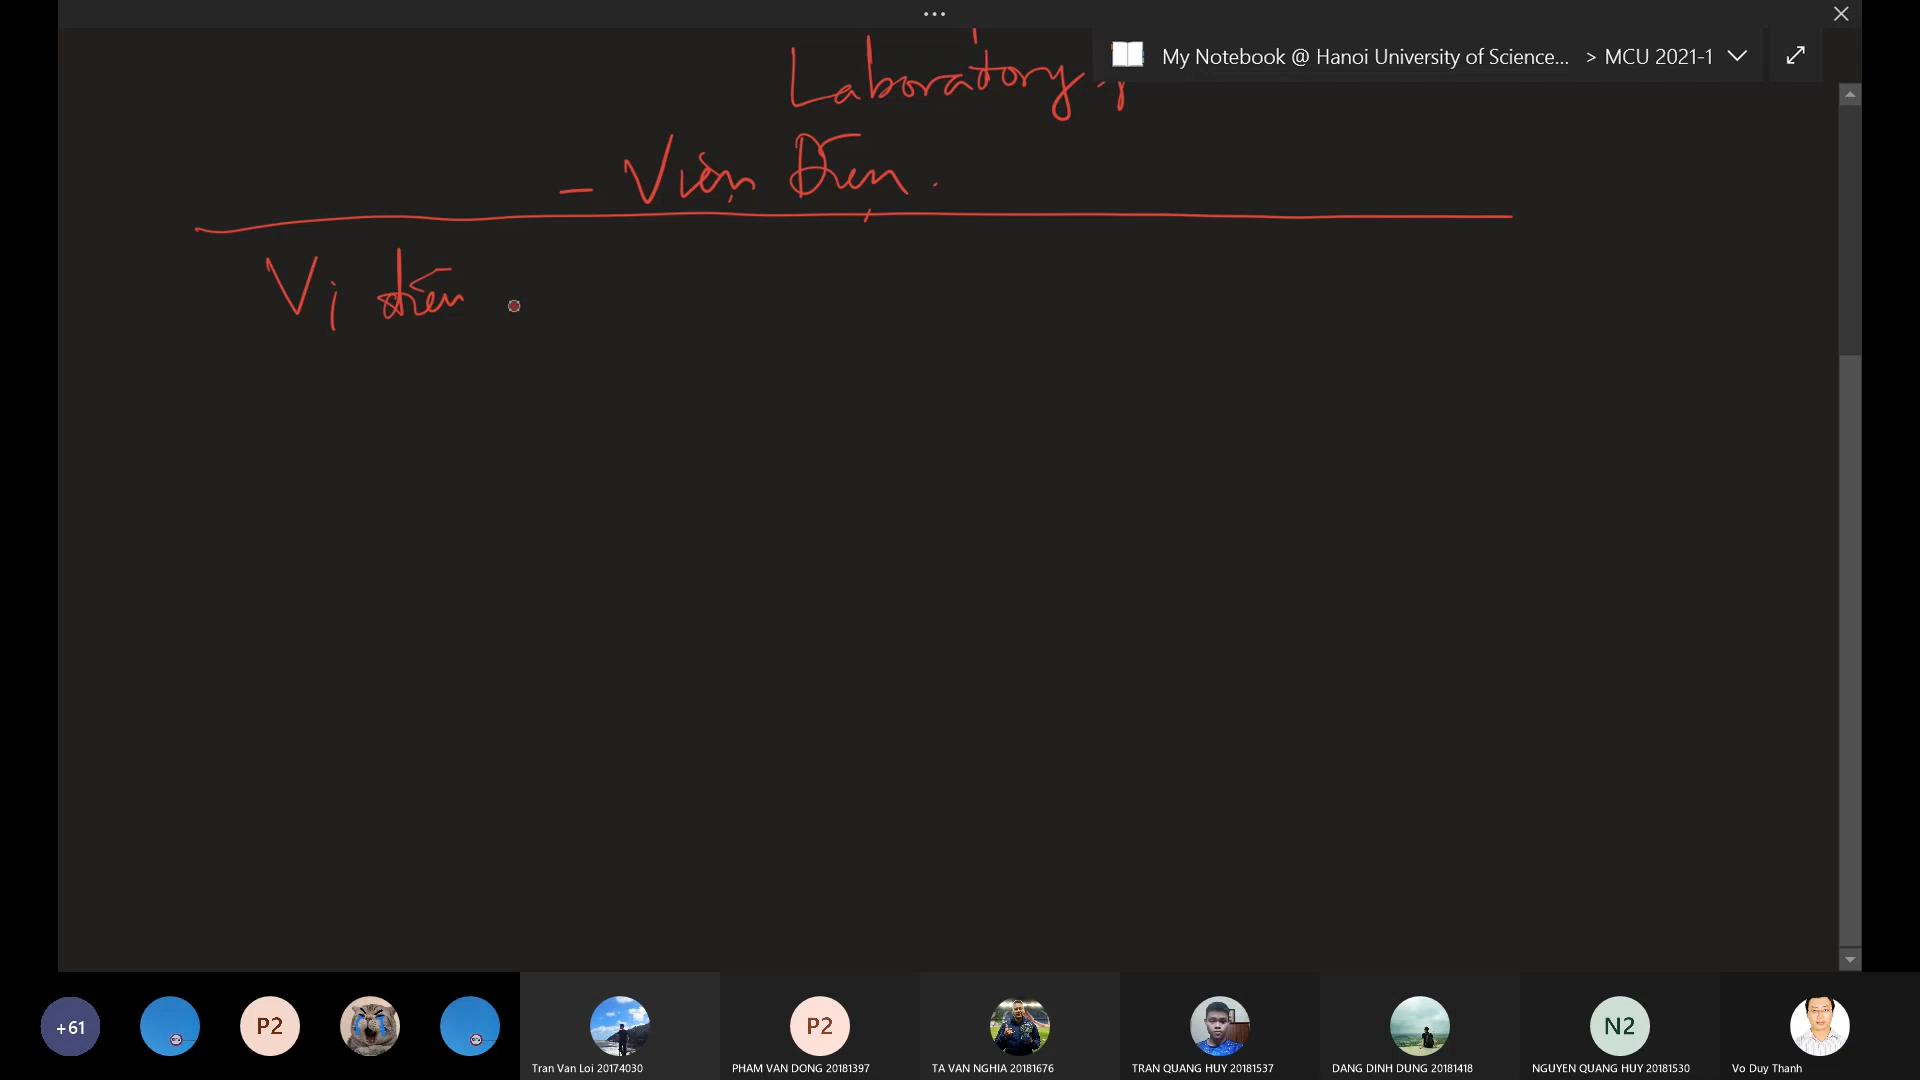 ...
My Notebook @ Hanoi University of Science... > MCU 2021-1
Laboratory.
- Viện Điện.
Vi điền
+61
P2
Tran Van Loi 20174030
P2
PHAM VAN DONG 20181397
TA VAN NGHIA 20181676
TRAN QUANG HUY 20181537
DANG DINH DUNG 20181418
N2
NGUYEN QUANG HUY 20181530
Vo Duy Thanh